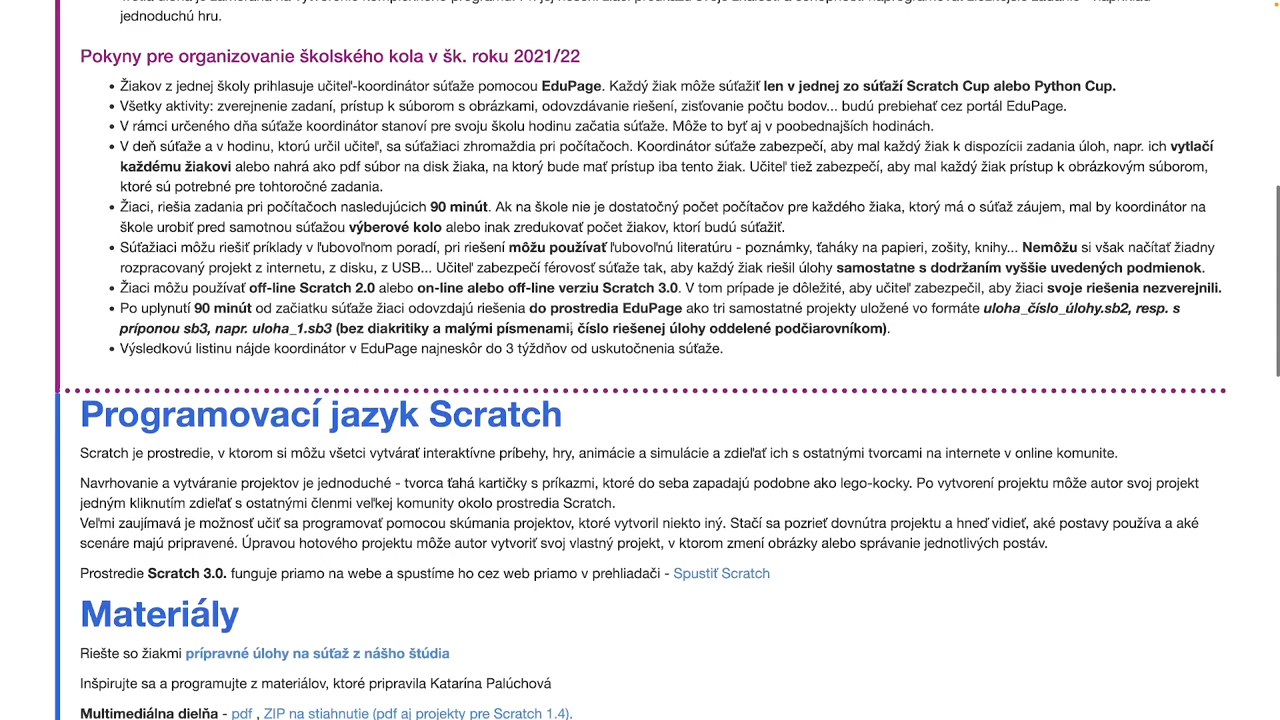 jednoduchú hru.
Pokyny pre organizovanie školského kola v šk. roku 2021/22
• Žiakov z jednej školy prihlasuje učiteľ-koordinátor súťaže pomocou EduPage. Každý žiak môže súťažiť len v jednej zo súťaží Scratch Cup alebo Python Cup.
• Všetky aktivity: zverejnenie zadaní, prístup k súborom s obrázkami, odovzdávanie riešení, zisťovanie počtu bodov... budú prebiehať cez portál EduPage.
• V rámci určeného dňa súťaže koordinátor stanoví pre svoju školu hodinu začatia súťaže. Môže to byť aj v poobednajších hodinách.
• V deň súťaže a v hodinu, ktorú určil učiteľ, sa súťažiaci zhromaždia pri počítačoch. Koordinátor súťaže zabezpečí, aby mal každý žiak k dispozícii zadania úloh, napr. ich vytlačí
každému žiakovi alebo nahrá ako pdf súbor na disk žiaka, na ktorý bude mať prístup iba tento žiak. Učiteľ tiež zabezpečí, aby mal každý žiak prístup k obrázkovým súborom,
ktoré sú potrebné pre tohtoročné zadania.
• Žiaci, riešia zadania pri počítačoch nasledujúcich 90 minút. Ak na škole nie je dostatočný počet počítačov pre každého žiaka, ktorý má o súťaž záujem, mal by koordinátor na
škole urobiť pred samotnou súťažou výberové kolo alebo inak zredukovať počet žiakov, ktorí budú súťažiť.
• Súťažiaci môžu riešiť príklady v ľubovoľnom poradí, pri riešení môžu používať ľubovoľnú literatúru - poznámky, ťaháky na papieri, zošity, knihy... Nemôžu si však načítať žiadny
rozpracovaný projekt z internetu, z disku, z USB... Učiteľ zabezpečí férovosť súťaže tak, aby každý žiak riešil úlohy samostatne s dodržaním vyššie uvedených podmienok.
• Žiaci môžu používať off-line Scratch 2.0 alebo on-line alebo off-line verziu Scratch 3.0. V tom prípade je dôležité, aby učiteľ zabezpečil, aby žiaci svoje riešenia nezverejnili.
• Po uplynutí 90 minút od začiatku súťaže žiaci odovzdajú riešenia do prostredia EduPage ako tri samostatné projekty uložené vo formáte uloha_číslo_úlohy.sb2, resp. s
príponou sb3, napr. uloha_1.sb3 (bez diakritiky a malými písmenami, číslo riešenej úlohy oddelené podčiarovníkom).
• Výsledkovú listinu nájde koordinátor v EduPage najneskôr do 3 týždňov od uskutočnenia súťaže.
Programovací jazyk Scratch
Scratch je prostredie, v ktorom si môžu všetci vytvárať interaktívne príbehy, hry, animácie a simulácie a zdieľať ich s ostatnými tvorcami na internete v online komunite.
Navrhovanie a vytváranie projektov je jednoduché - tvorca ťahá kartičky s príkazmi, ktoré do seba zapadajú podobne ako lego-kocky. Po vytvorení projektu môže autor svoj projekt
jedným kliknutím zdieľať s ostatnými členmi veľkej komunity okolo prostredia Scratch.
Veľmi zaujímavá je možnosť učiť sa programovať pomocou skúmania projektov, ktoré vytvoril niekto iný. Stačí sa pozrieť dovnútra projektu a hneď vidieť, aké postavy používa a aké
scenáre majú pripravené. Úpravou hotového projektu môže autor vytvoriť svoj vlastný projekt, v ktorom zmení obrázky alebo správanie jednotlivých postáv.
Prostredie Scratch 3.0. funguje priamo na webe a spustíme ho cez web priamo v prehliadači - Spustiť Scratch
Materiály
Riešte so žiakmi prípravné úlohy na súťaž z nášho štúdia
Inšpirujte sa a programujte z materiálov, ktoré pripravila Katarína Palúchová
Multimediálna dielňa - pdf , ZIP na stiahnutie (pdf aj projekty pre Scratch 1.4).